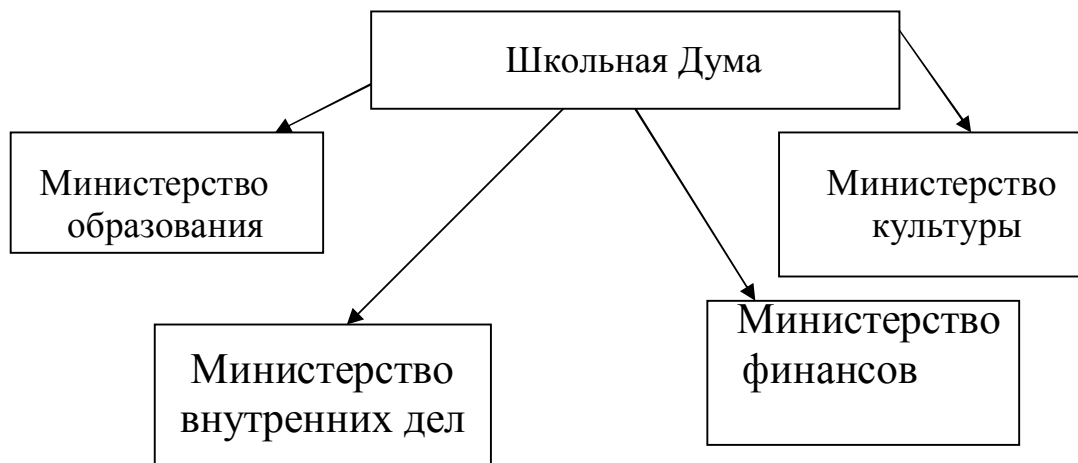 Школьная Дума
Министерство
образования
Министерство
культуры
Министерство
внутренних дел
Министерство
финансов